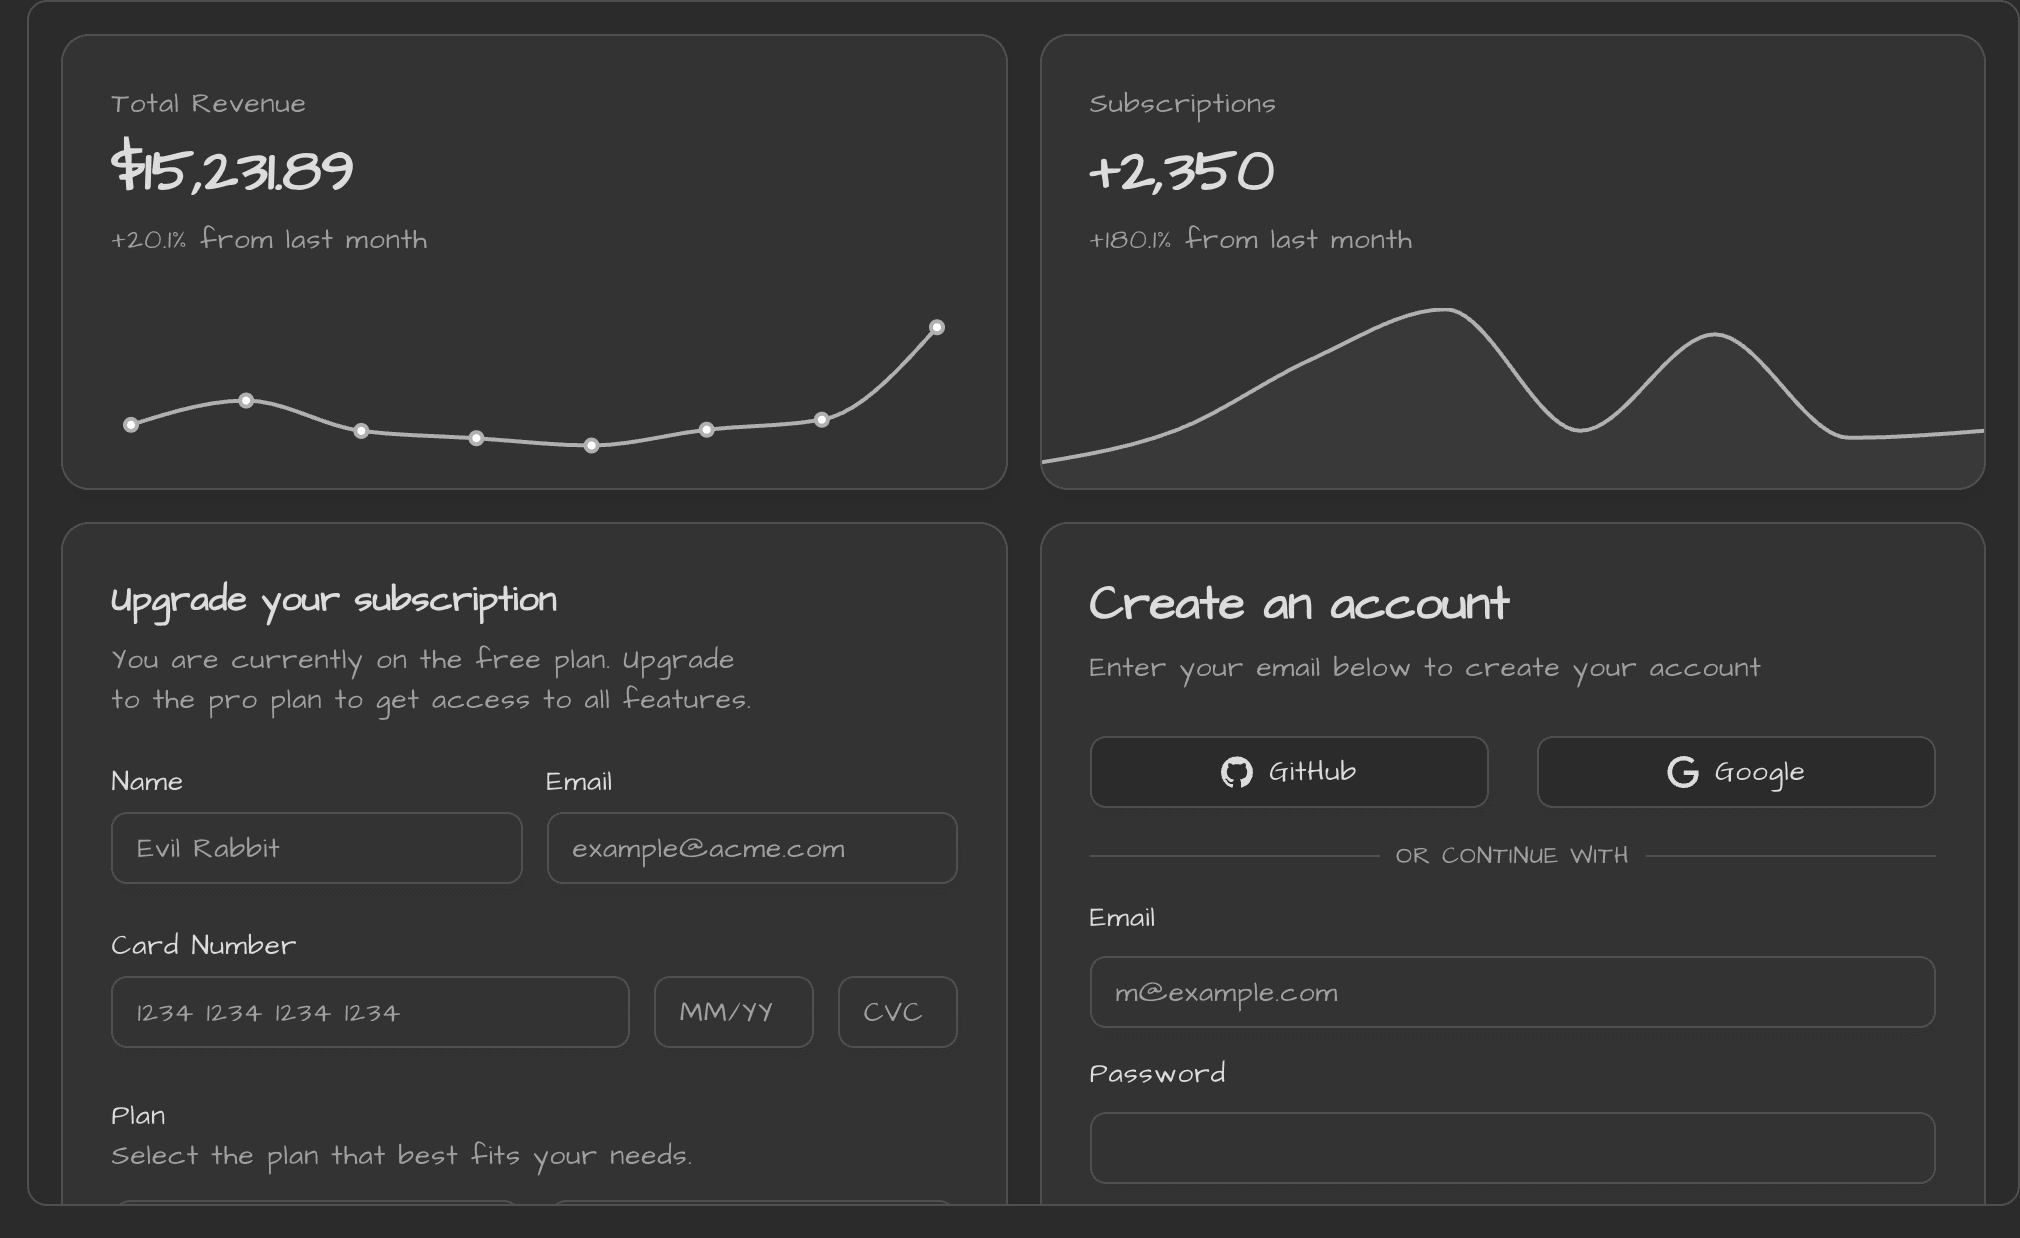 Total Revenue
$15,231.89
+20.1% from last month
Subscriptions
+2,350
+180.1% from last month
Upgrade your subscription
You are currently on the free plan. Upgrade
to the pro plan to get access to all features.
Name
Email
Evil Rabbit
example@acme.com
Card Number
1234 1234 1234 1234
MM/YY
CVC
Plan
Select the plan that best fits your needs.
Create an account
Enter your email below to create your account
GitHub
Google
OR CONTINUE WITH
Email
m@example.com
Password